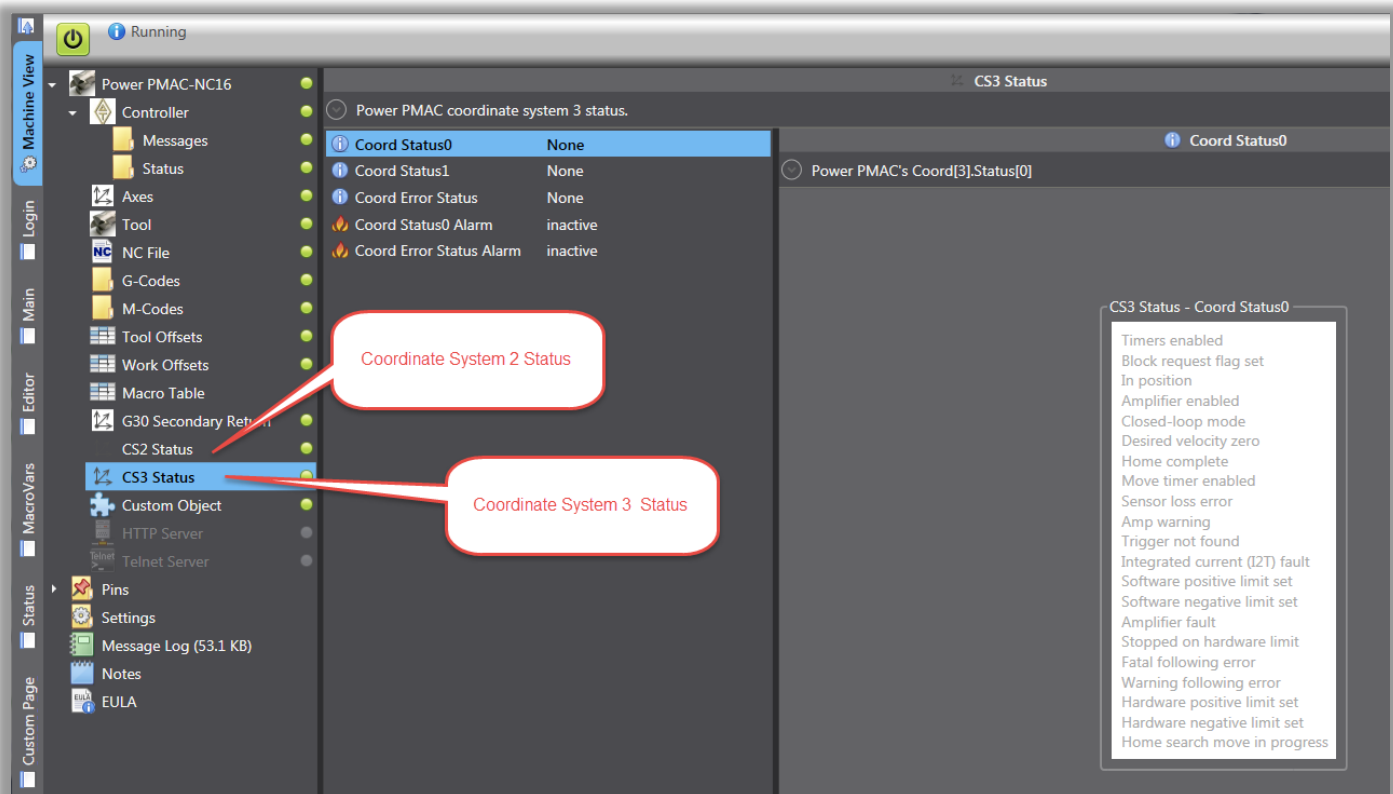 Running
Machine View
Login
Main
Editor
MacroVars
Status
Custom Page
Power PMAC-NC16
Controller
Messages
Status
Axes
Tool
NC
NC File
G-Codes
M-Codes
Tool Offsets
Work Offsets
Macro Table
G30 Secondary Return
CS2 Status
CS3 Status
Custom Object
HTTP Server
Telnet
Telnet Server
Pins
Settings
Message Log (53.1 KB)
Notes
EULA
EULA
CS3 Status
Power PMAC coordinate system 3 status.
Coord Status0 None
Coord Status1 None
Coord Error Status None
Coord Status0 Alarm inactive
Coord Error Status Alarm inactive
Coordinate System 2 Status
Coordinate System 3 Status
Coord Status0
Power PMAC's Coord[3].Status[0]
CS3 Status - Coord Status0
Timers enabled
Block request flag set
In position
Amplifier enabled
Closed-loop mode
Desired velocity zero
Home complete
Move timer enabled
Sensor loss error
Amp warning
Trigger not found
Integrated current (I2T) fault
Software positive limit set
Software negative limit set
Amplifier fault
Stopped on hardware limit
Fatal following error
Warning following error
Hardware positive limit set
Hardware negative limit set
Home search move in progress